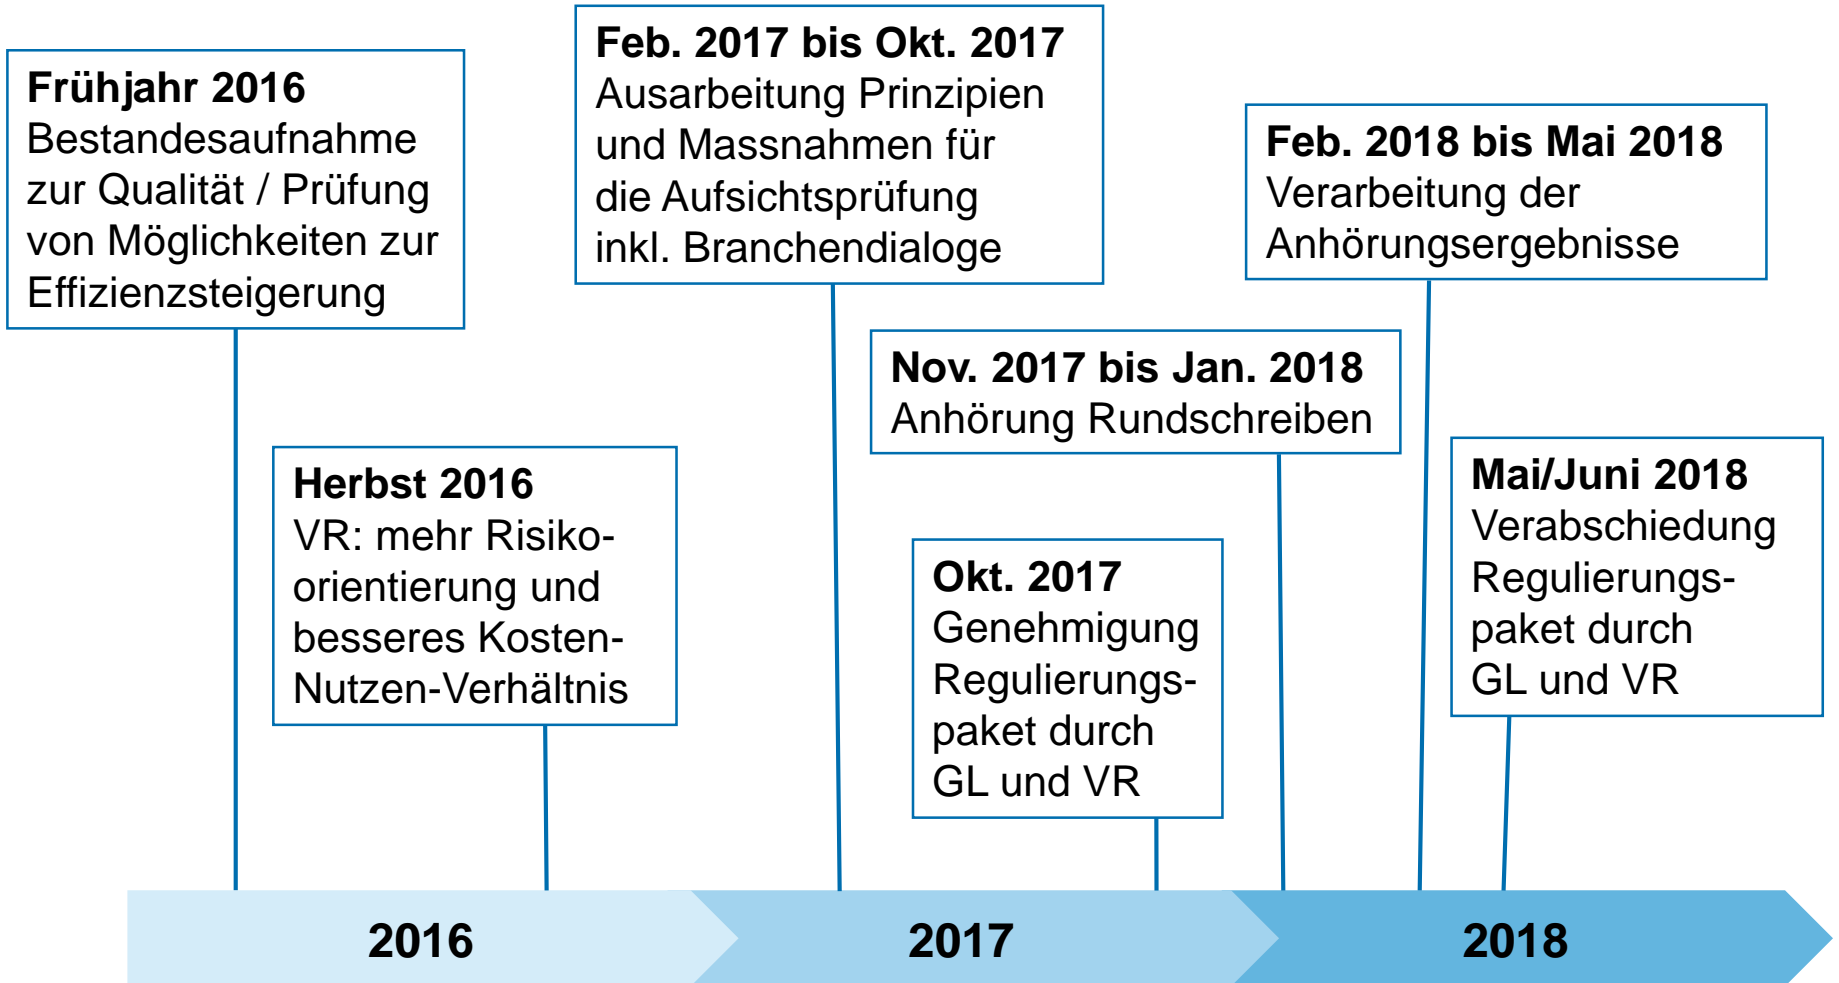 Frühjahr 2016
Bestandesaufnahme
zur Qualität / Prüfung
von Möglichkeiten zur
Effizienzsteigerung
Herbst 2016
VR: mehr Risiko-
orientierung und
besseres Kosten-
Nutzen-Verhältnis
Feb. 2017 bis Okt. 2017
Ausarbeitung Prinzipien
und Massnahmen für
die Aufsichtsprüfung
inkl. Branchendialoge
Okt. 2017
Genehmigung
Regulierungs-
paket durch
GL und VR
Nov. 2017 bis Jan. 2018
Anhörung Rundschreiben
Feb. 2018 bis Mai 2018
Verarbeitung der
Anhörungsergebnisse
Mai/Juni 2018
Verabschiedung
Regulierungs-
paket durch
GL und VR
2016
2017
2018